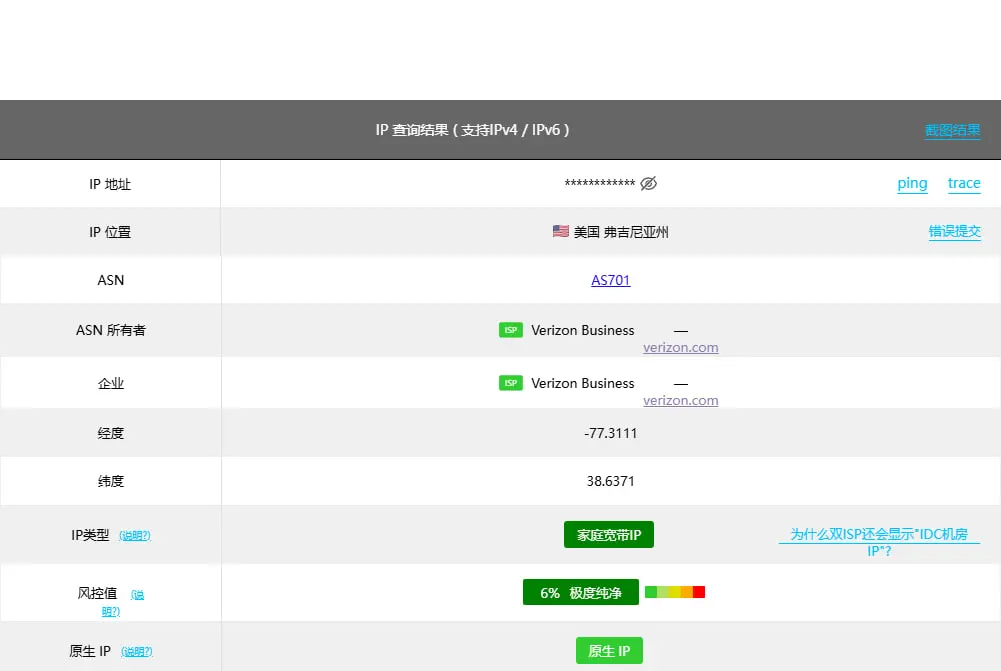 IP 查询结果 ( 支持IPv4 / IPv6 ) 截图结果
IP 地址 ************ ping trace
IP 位置 美国 弗吉尼亚州 错误提交
ASN AS701
ASN 所有者 ISP Verizon Business —
verizon.com
企业 ISP Verizon Business —
verizon.com
经度 -77.3111
纬度 38.6371
IP类型 (说明?) 家庭宽带IP 为什么双ISP还会显示"IDC机房
IP"?
风控值 (说 6% 极度纯净
明?)
原生 IP (说明?) 原生 IP